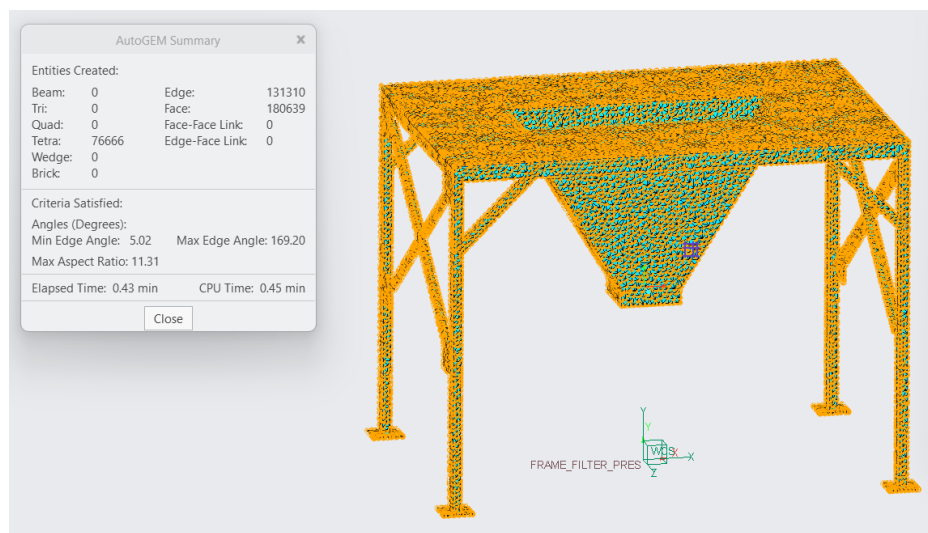 AutoGEM Summary
Entities Created:
Beam: 0 Edge: 131310
Tri: 0 Face: 180639
Quad: 0 Face-Face Link: 0
Tetra: 76666 Edge-Face Link: 0
Wedge: 0
Brick: 0
Criteria Satisfied:
Angles (Degrees):
Min Edge Angle: 5.02 Max Edge Angle: 169.20
Max Aspect Ratio: 11.31
Elapsed Time: 0.43 min CPU Time: 0.45 min
Close
Y
Y
WCS X
X
FRAME_FILTER_PRES
Z